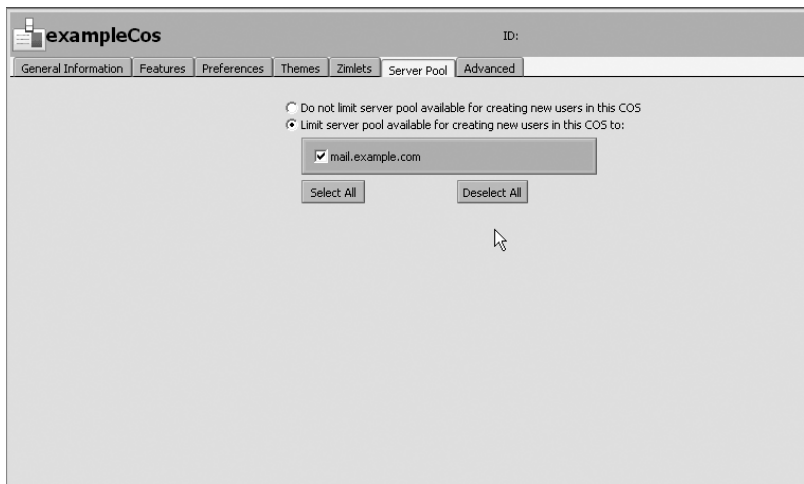 exampleCos ID:
General Information Features Preferences Themes Zimlets Server Pool Advanced
Do not limit server pool available for creating new users in this COS
Limit server pool available for creating new users in this COS to:
mail.example.com
Select All Deselect All